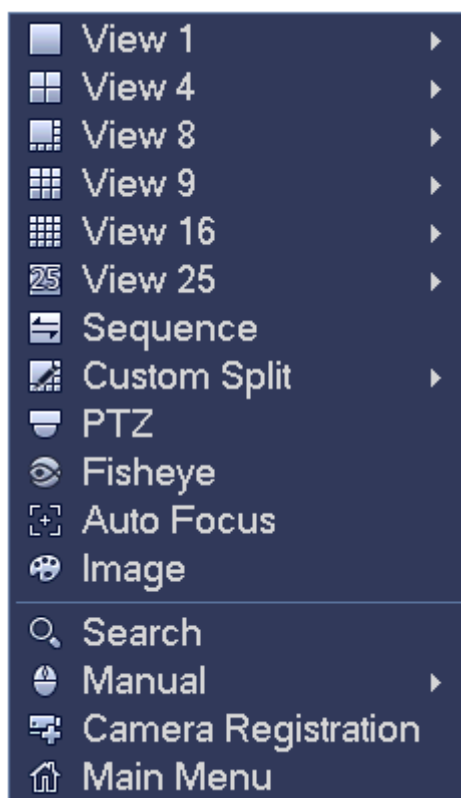 View 1
View 4
View 8
View 9
View 16
25 View 25
Sequence
Custom Split
PTZ
Fisheye
Auto Focus
Image
Search
Manual
Camera Registration
Main Menu